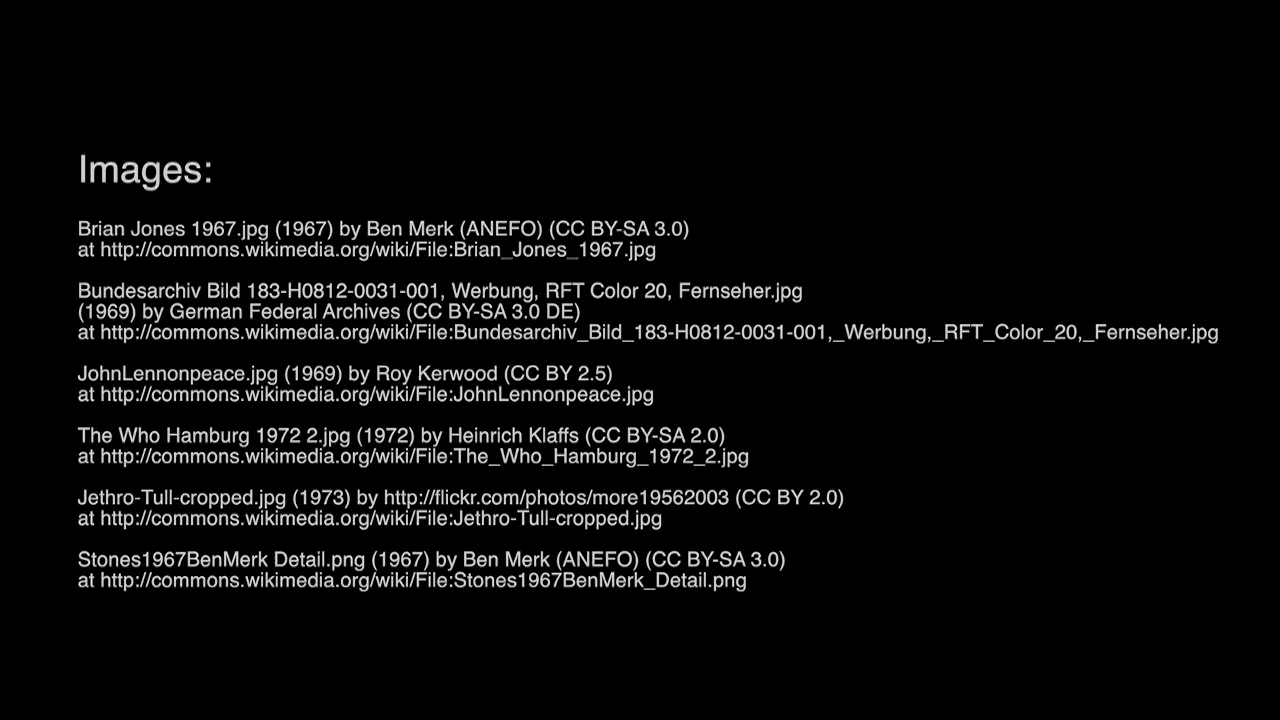 Images:
Brian Jones 1967.jpg (1967) by Ben Merk (ANEFO) (CC BY-SA 3.0)
at http://commons.wikimedia.org/wiki/File:Brian_Jones_1967.jpg
Bundesarchiv Bild 183-H0812-0031-001, Werbung, RFT Color 20, Fernseher.jpg
(1969) by German Federal Archives (CC BY-SA 3.0 DE)
at http://commons.wikimedia.org/wiki/File:Bundesarchiv_Bild_183-H0812-0031-001,_Werbung,_RFT_Color_20,_Fernseher.jpg
JohnLennonpeace.jpg (1969) by Roy Kerwood (CC BY 2.5)
at http://commons.wikimedia.org/wiki/File:JohnLennonpeace.jpg
The Who Hamburg 1972 2.jpg (1972) by Heinrich Klaffs (CC BY-SA 2.0)
at http://commons.wikimedia.org/wiki/File:The_Who_Hamburg_1972_2.jpg
Jethro-Tull-cropped.jpg (1973) by http://flickr.com/photos/more19562003 (CC BY 2.0)
at http://commons.wikimedia.org/wiki/File:Jethro-Tull-cropped.jpg
Stones1967BenMerk Detail.png (1967) by Ben Merk (ANEFO) (CC BY-SA 3.0)
at http://commons.wikimedia.org/wiki/File:Stones1967BenMerk_Detail.png